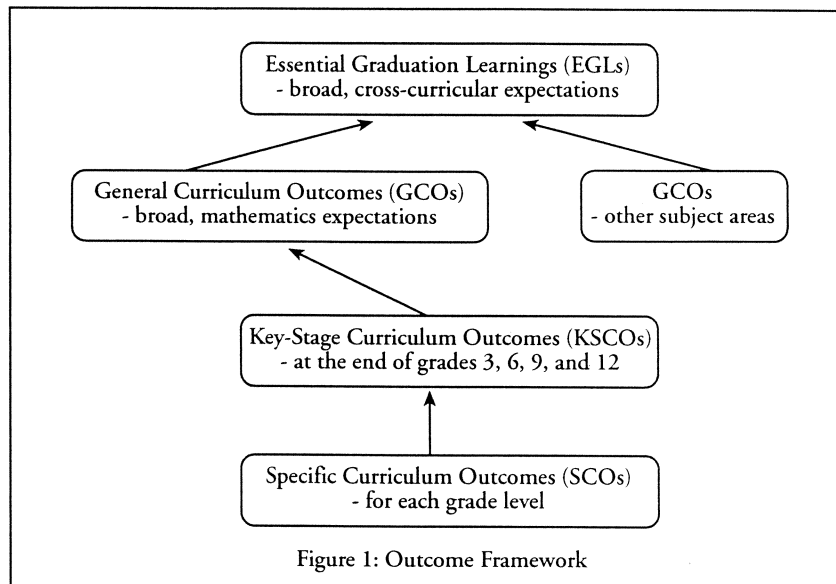 Essential Graduation Learnings (EGLs)
- broad, cross-curricular expectations
General Curriculum Outcomes (GCOs)
- broad, mathematics expectations
GCOs
- other subject areas
Key-Stage Curriculum Outcomes (KSCOs)
- at the end of grades 3, 6, 9, and 12
Specific Curriculum Outcomes (SCOs)
- for each grade level
Figure 1: Outcome Framework